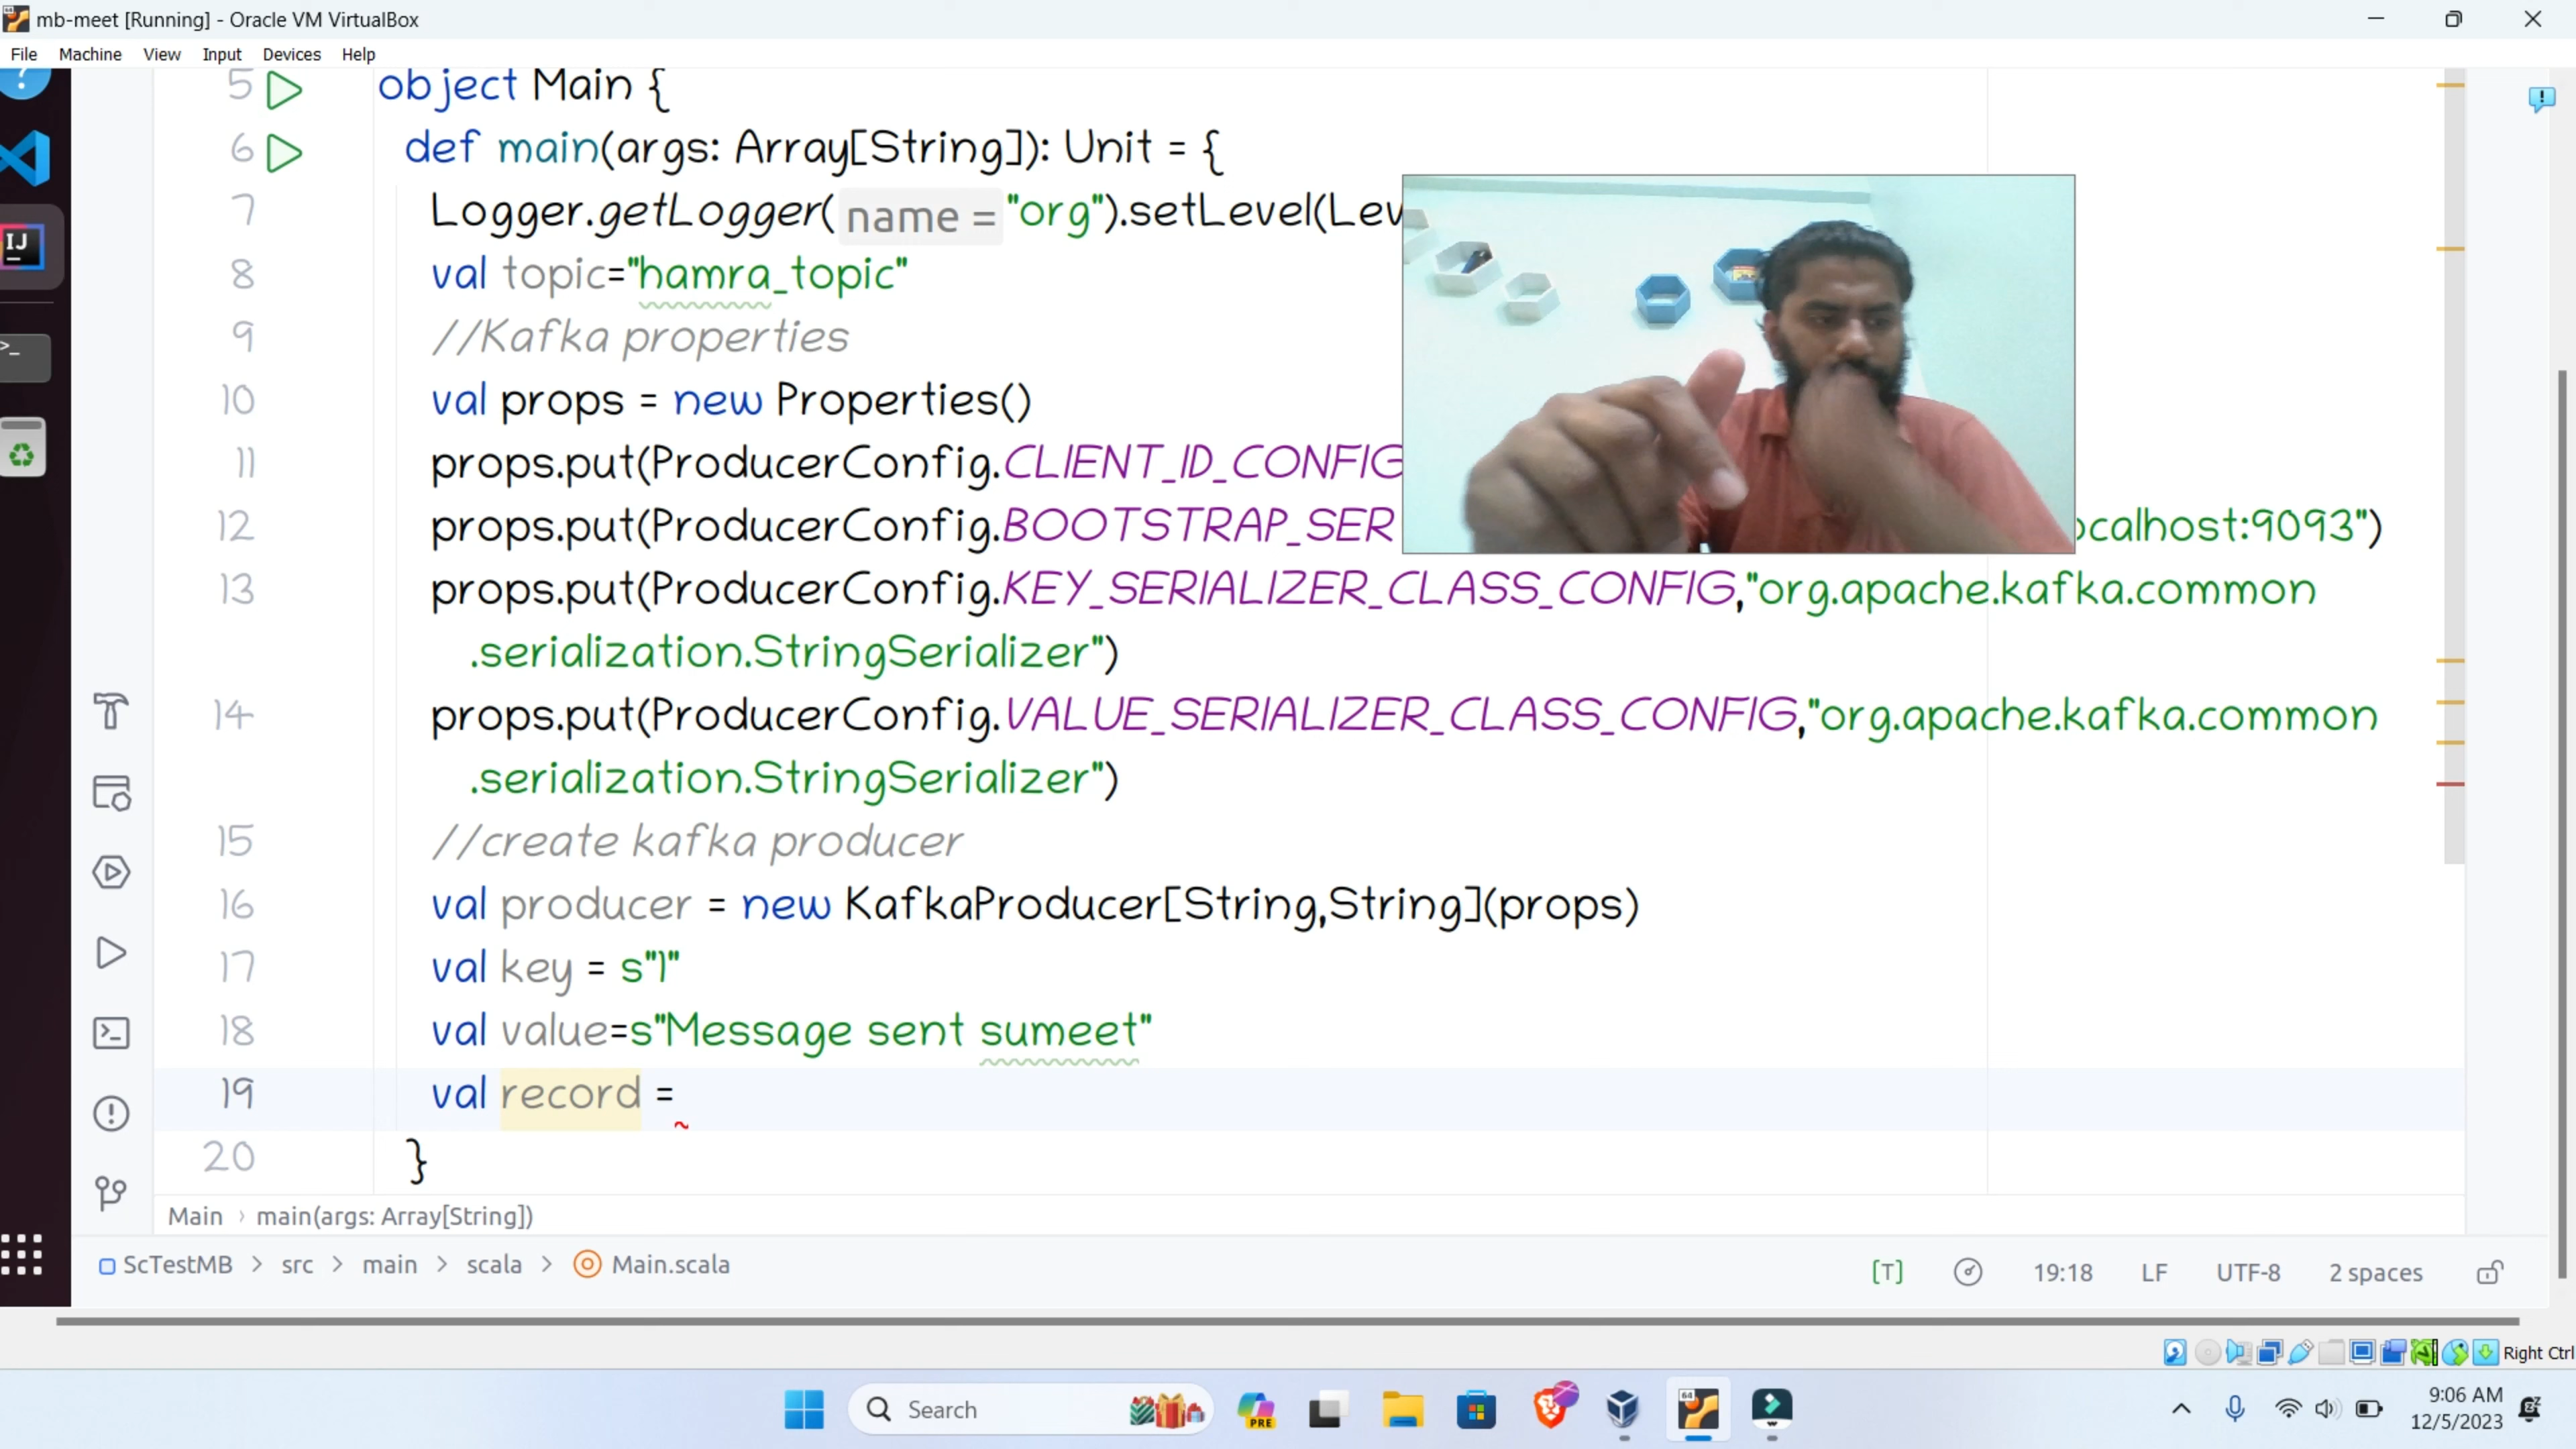 mb-meet [Running] - Oracle VM VirtualBox
File Machine View Input Devices Help
5 object Main {
6 def main(args: Array[String]): Unit = {
7 Logger.getLogger( name = "org").setLevel(Lev
8 val topic="hamra_topic"
9 //Kafka properties
10 val props = new Properties()
11 props.put(ProducerConfig.CLIENT_ID_CONFIG
12 props.put(ProducerConfig.BOOTSTRAP_SER ocalhost:9093")
13 props.put(ProducerConfig.KEY_SERIALIZER_CLASS_CONFIG,"org.apache.kafka.common
.serialization.StringSerializer")
14 props.put(ProducerConfig.VALUE_SERIALIZER_CLASS_CONFIG,"org.apache.kafka.common
.serialization.StringSerializer")
15 //create kafka producer
16 val producer = new KafkaProducer[String,String](props)
17 val key = s"1"
18 val value=s"Message sent sumeet"
19 val record =
20 }
Main › main(args: Array[String])
ScTestMB > src > main > scala > Main.scala
[T] 19:18 LF UTF-8 2 spaces
Right Ctrl
Search
PRE
64
9:06 AM
12/5/2023